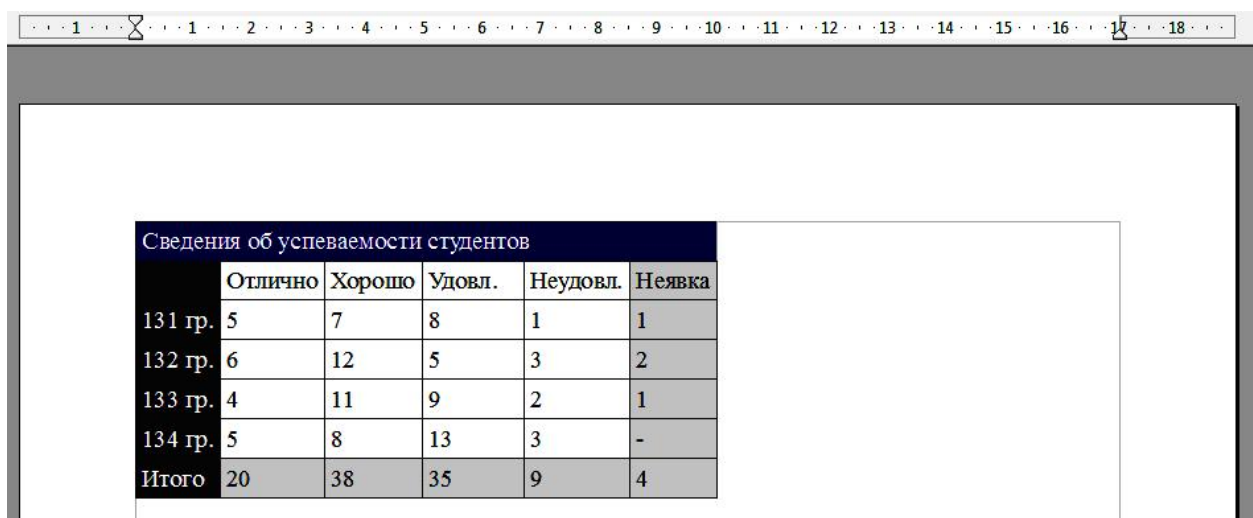 1 1 2 3 4 5 6 7 8 9 10 11 12 13 14 15 16 17 18
Сведения об успеваемости студентов
Отлично Хорошо Удовл. Неудовл. Неявка
131 гр. 5 7 8 1 1
132 гр. 6 12 5 3 2
133 гр. 4 11 9 2 1
134 гр. 5 8 13 3 -
Итого 20 38 35 9 4